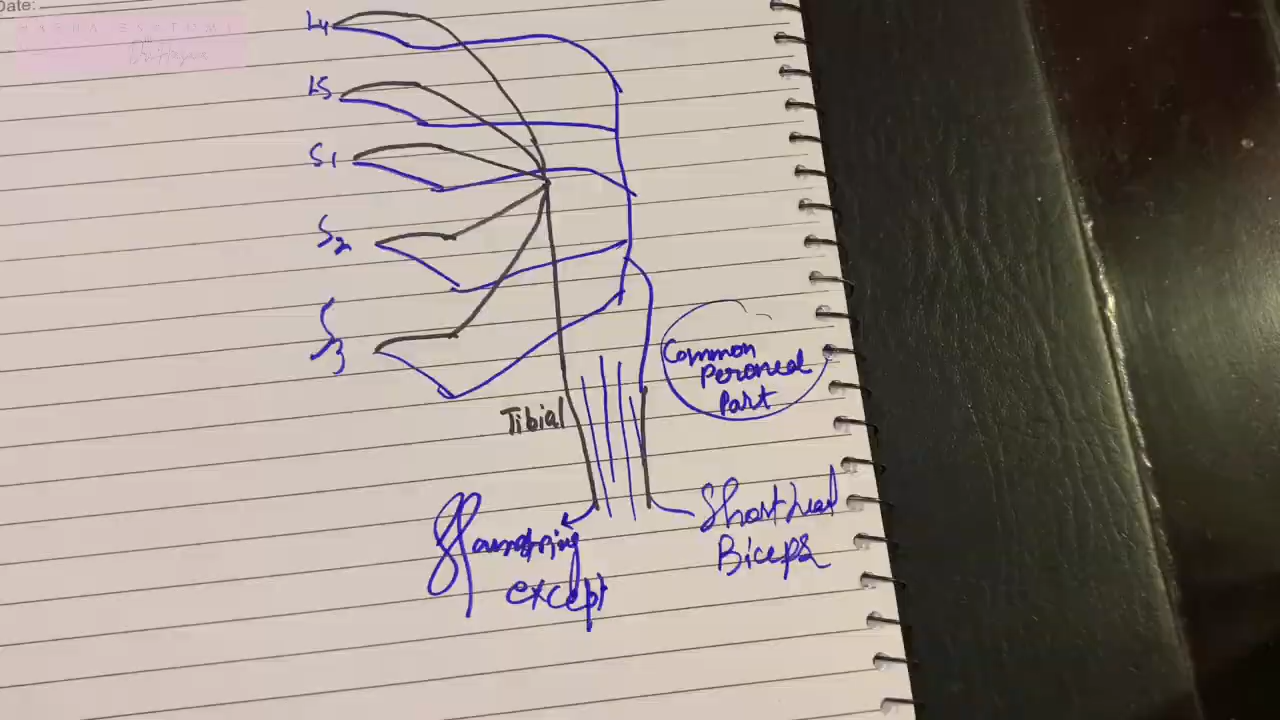 Date:
L4
L5
S1
S2
S3
Common
Peroneal
Part
Tibial
Short head
Biceps
Hamstring
except